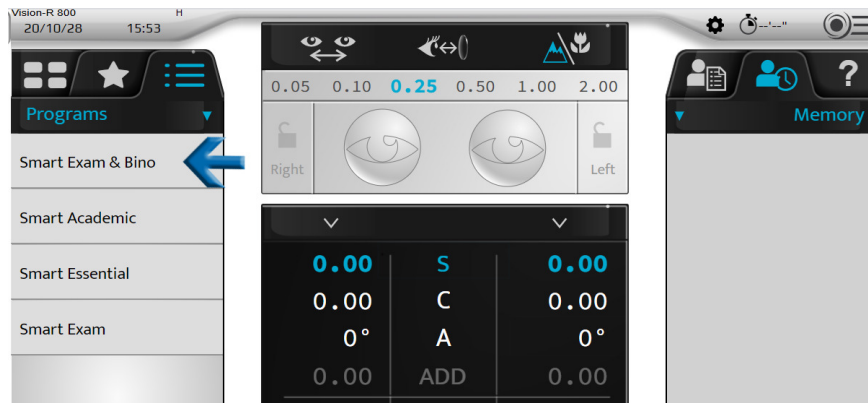 Vision-R 800 H
20/10/28 15:53
--'--"
0.05 0.10 0.25 0.50 1.00 2.00
Programs
Memory
Smart Exam & Bino
Right
Left
Smart Academic
Smart Essential
Smart Exam
0.00 S 0.00
0.00 C 0.00
0° A 0°
0.00 ADD 0.00
?